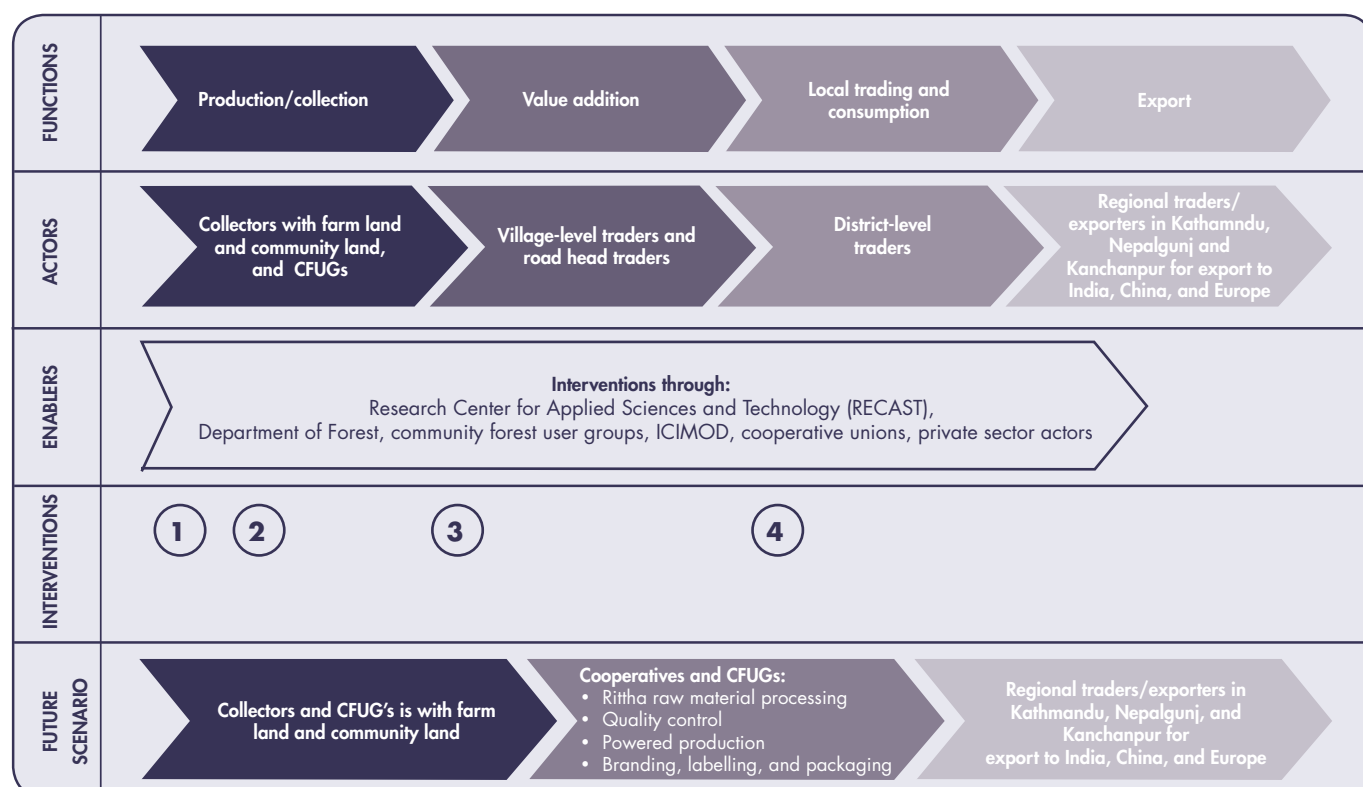 FUNCTIONS
Production/collection
Value addition
Local trading and
consumption
Export
ACTORS
Collectors with farm land
and community land,
and CFUGs
Village-level traders and
road head traders
District-level
traders
Regional traders/
exporters in Kathamndu,
Nepalgunj and
Kanchanpur for export to
India, China, and Europe
ENABLERS
Interventions through:
Research Center for Applied Sciences and Technology (RECAST),
Department of Forest, community forest user groups, ICIMOD, cooperative unions, private sector actors
INTERVENTIONS
1
2
3
4
FUTURE
SCENARIO
Collectors and CFUG's is with farm
land and community land
Cooperatives and CFUGs:
• Rittha raw material processing
• Quality control
• Powered production
• Branding, labelling, and packaging
Regional traders/exporters in
Kathmandu, Nepalgunj, and
Kanchanpur for
export to India, China, and Europe